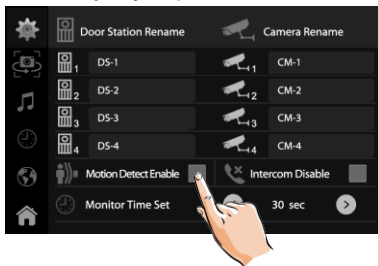 Door Station Rename Camera Rename
1 DS-1 1 CM-1
2 DS-2 2 CM-2
3 DS-3 3 CM-3
4 DS-4 4 CM-4
Motion Detect Enable Intercom Disable
Monitor Time Set 30 sec